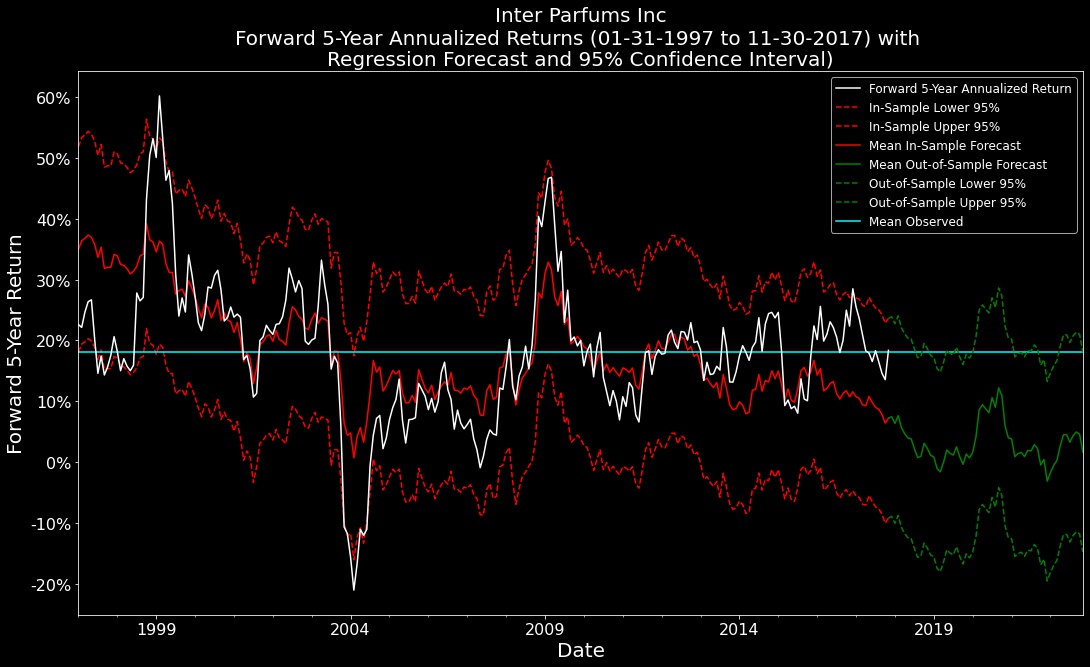 Inter Parfums Inc
Forward 5-Year Annualized Returns (01-31-1997 to 11-30-2017) with
Regression Forecast and 95% Confidence Interval)
Forward 5-Year Annualized Return
In-Sample Lower 95%
In-Sample Upper 95%
Mean In-Sample Forecast
Mean Out-of-Sample Forecast
Out-of-Sample Lower 95%
Out-of-Sample Upper 95%
Mean Observed
Forward 5-Year Return
60%
50%
40%
30%
20%
10%
0%
-10%
-20%
1999 2004 2009 2014 2019
Date